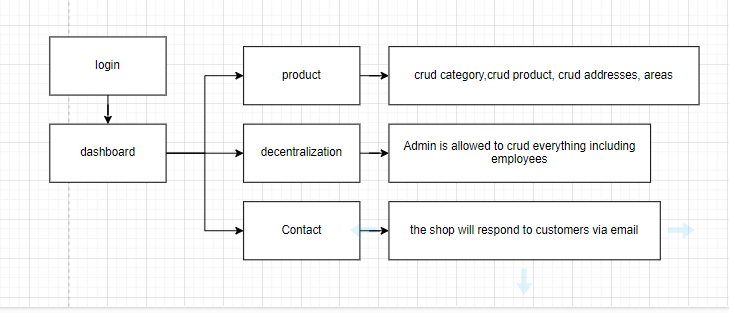 login
product
crud category,crud product, crud addresses, areas
dashboard
decentralization
Admin is allowed to crud everything including
employees
Contact
the shop will respond to customers via email